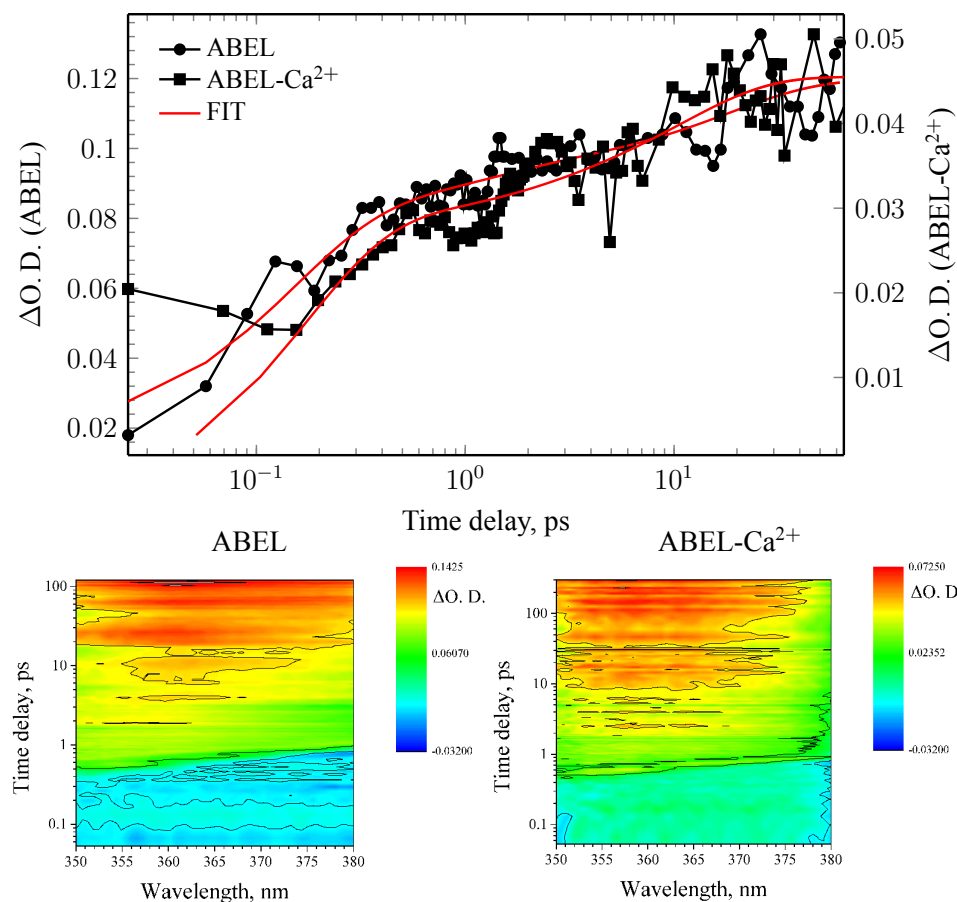 ABEL
ABEL-Ca²⁺
FIT
ΔO. D. (ABEL)
0.12
0.1
0.08
0.06
0.04
0.02
0.05
0.04
0.03
0.02
0.01
ΔO. D. (ABEL-Ca²⁺)
10⁻¹ 10⁰ 10¹
Time delay, ps
ABEL
Time delay, ps
100
10
1
0.1
350 355 360 365 370 375 380
Wavelength, nm
0.1425
ΔO. D.
0.06070
-0.03200
ABEL-Ca²⁺
Time delay, ps
100
10
1
0.1
350 355 360 365 370 375 380
Wavelength, nm
0.07250
ΔO. D
0.02352
-0.03200